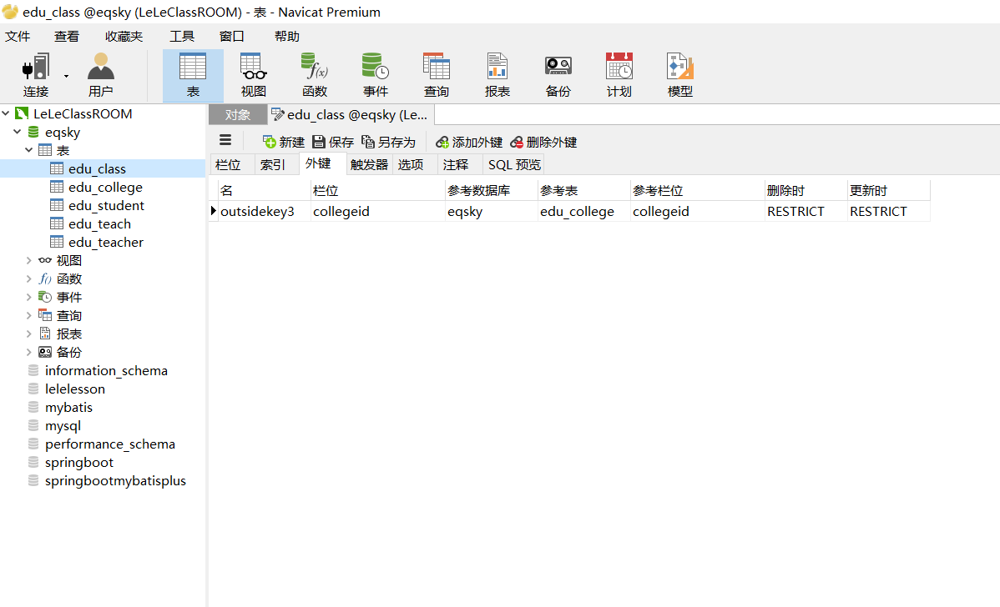 edu_class @eqsky (LeLeClassROOM) - 表 - Navicat Premium
文件 查看 收藏夹 工具 窗口 帮助
连接 用户 表 视图 函数 事件 查询 报表 备份 计划 模型
LeLeClassROOM
eqsky
表
edu_class
edu_college
edu_student
edu_teach
edu_teacher
视图
函数
事件
查询
报表
备份
information_schema
lelelesson
mybatis
mysql
performance_schema
springboot
springbootmybatisplus
对象 edu_class @eqsky (Le...
新建 保存 另存为 添加外键 删除外键
栏位 索引 外键 触发器 选项 注释 SQL 预览
名 栏位 参考数据库 参考表 参考栏位 删除时 更新时
outsidekey3 collegeid eqsky edu_college collegeid RESTRICT RESTRICT